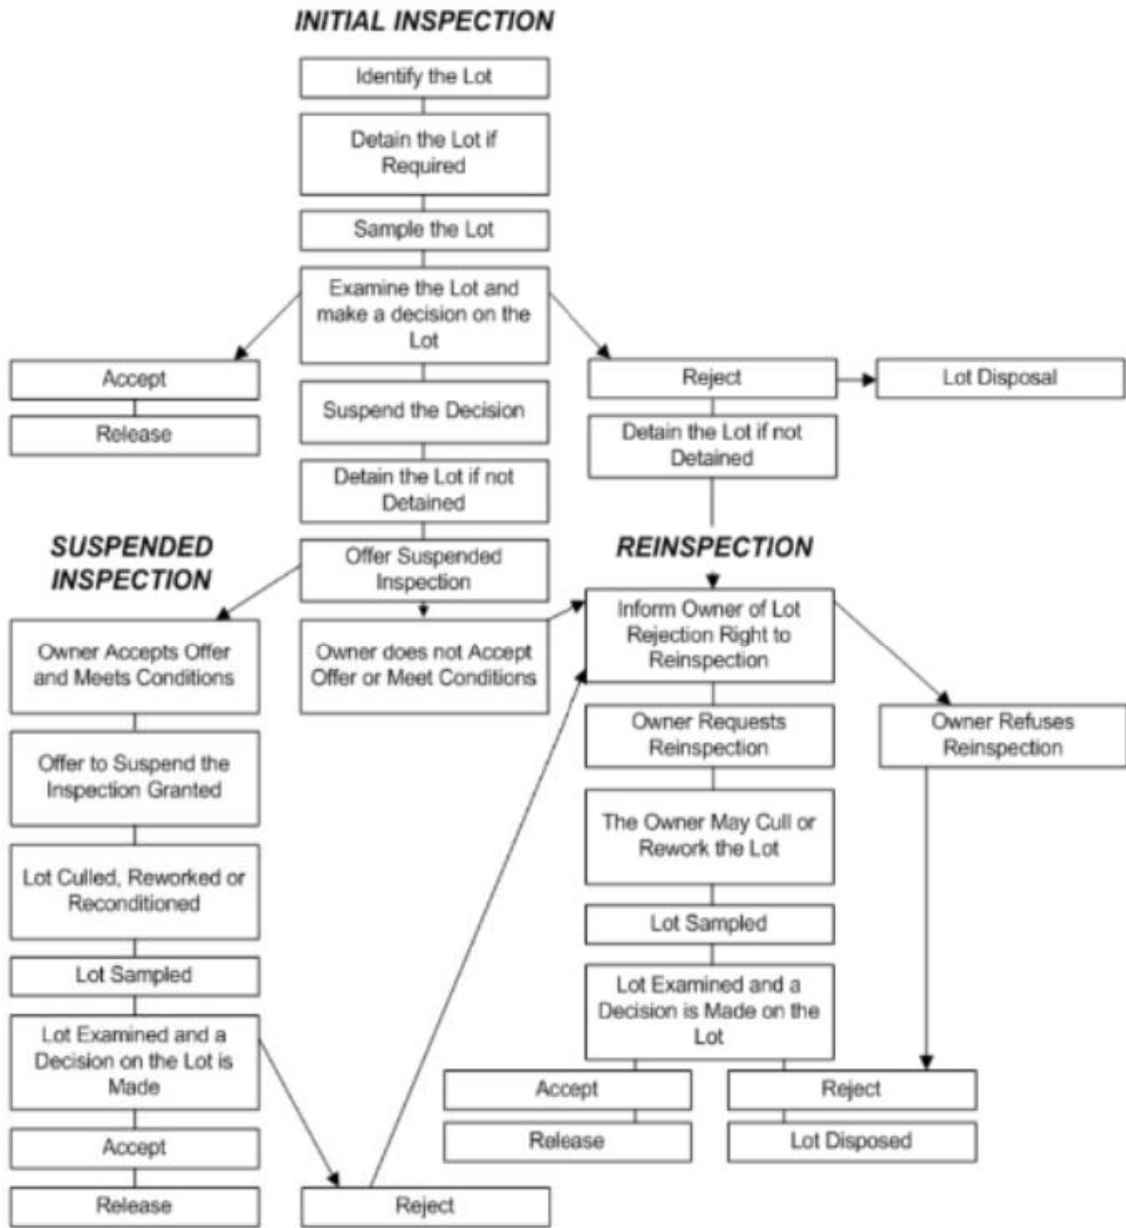 INITIAL INSPECTION
Identify the Lot
Detain the Lot if
Required
Sample the Lot
Examine the Lot and
make a decision on the
Lot
Accept
Release
Suspend the Decision
Detain the Lot if not
Detained
Offer Suspended
Inspection
Owner does not Accept
Offer or Meet Conditions
Reject
Lot Disposal
Detain the Lot if not
Detained
SUSPENDED
INSPECTION
Owner Accepts Offer
and Meets Conditions
Offer to Suspend the
Inspection Granted
Lot Culled, Reworked or
Reconditioned
Lot Sampled
Lot Examined and a
Decision on the Lot is
Made
Accept
Release
Reject
REINSPECTION
Inform Owner of Lot
Rejection Right to
Reinspection
Owner Requests
Reinspection
Owner Refuses
Reinspection
The Owner May Cull or
Rework the Lot
Lot Sampled
Lot Examined and a
Decision is Made on the
Lot
Accept
Release
Reject
Lot Disposed